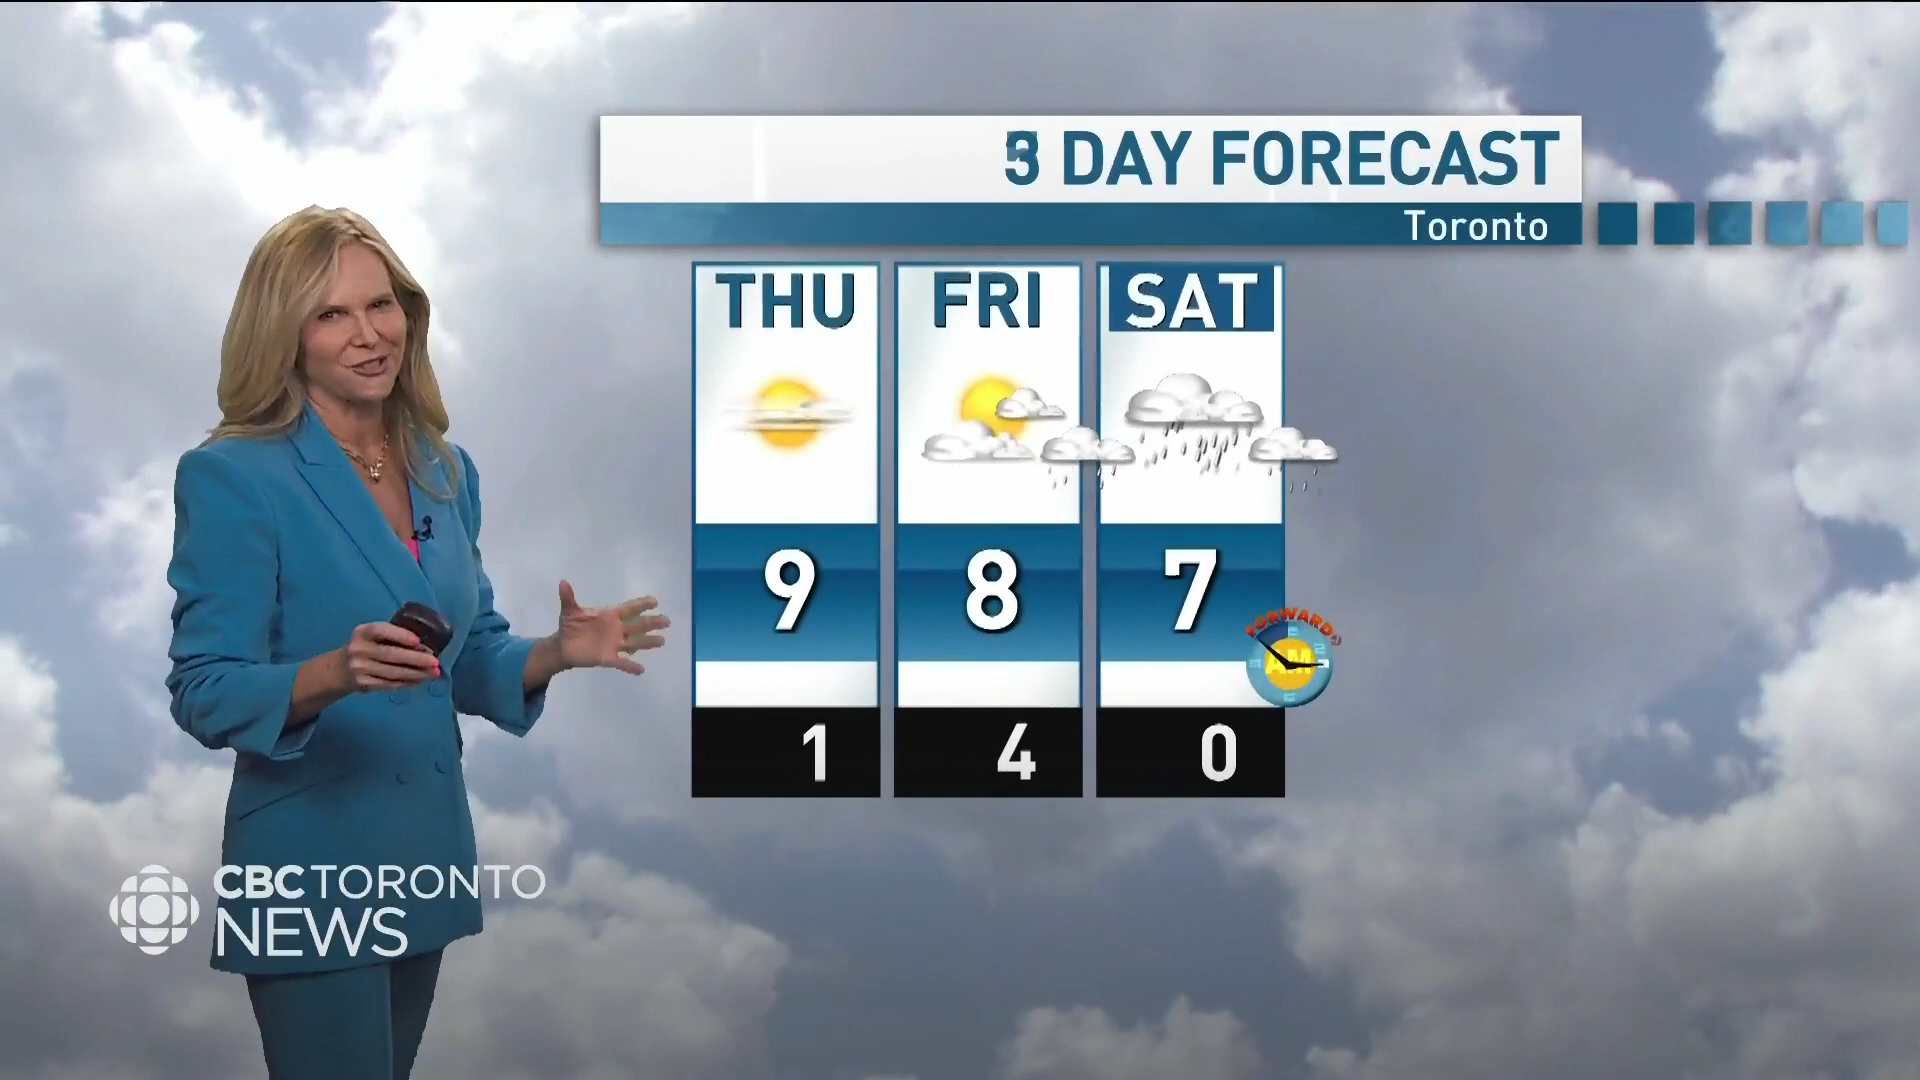 3 DAY FORECAST
Toronto
THU FRI SAT
9 8 7
FORWARD
AM
1 4 0
CBC TORONTO
NEWS